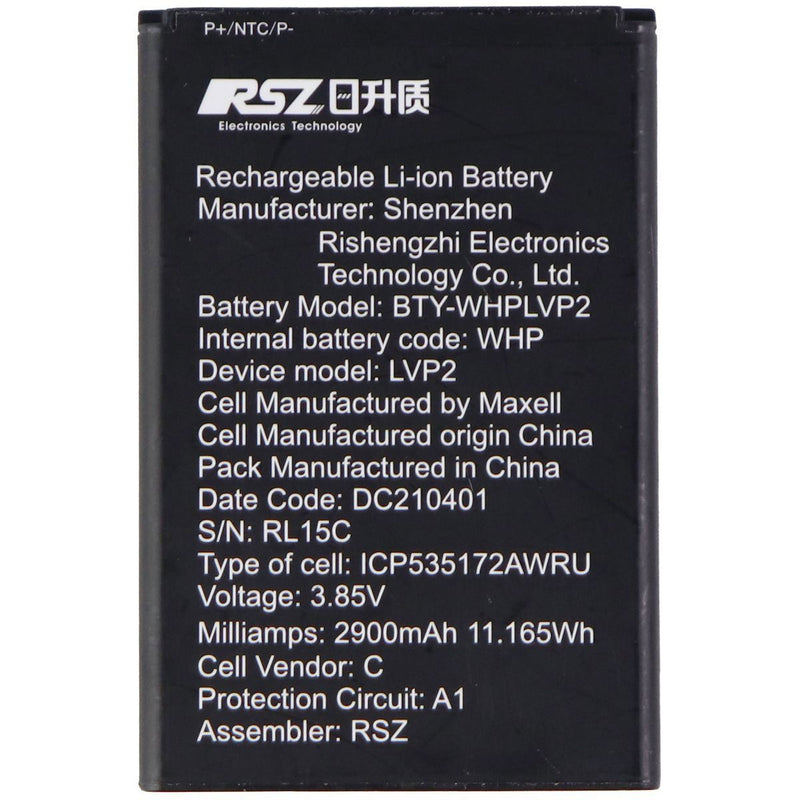 P+/NTC/P-
RSZ 日升质
Electronics Technology
Rechargeable Li-ion Battery
Manufacturer: Shenzhen
Rishengzhi Electronics
Technology Co., Ltd.
Battery Model: BTY-WHPLVP2
Internal battery code: WHP
Device model: LVP2
Cell Manufactured by Maxell
Cell Manufactured origin China
Pack Manufactured in China
Date Code: DC210401
S/N: RL15C
Type of cell: ICP535172AWRU
Voltage: 3.85V
Milliamps: 2900mAh 11.165Wh
Cell Vendor: C
Protection Circuit: A1
Assembler: RSZ